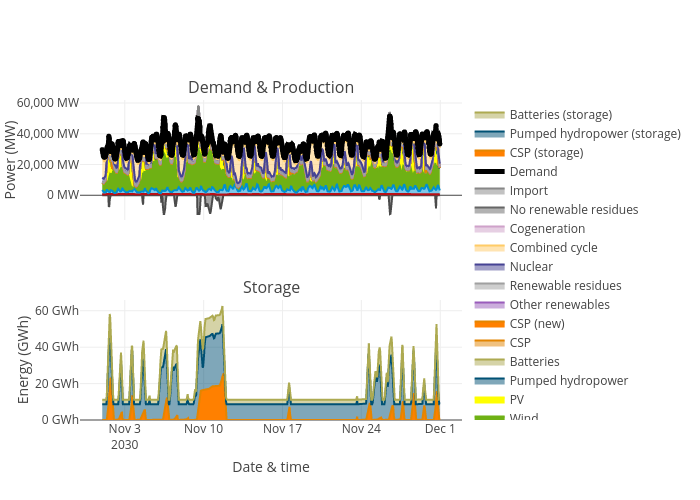 Demand & Production
60,000 MW
40,000 MW
20,000 MW
0 MW
Power (MW)
Storage
60 GWh
40 GWh
20 GWh
0 GWh
Energy (GWh)
Nov 3
2030
Nov 10
Nov 17
Nov 24
Dec 1
Date & time
Batteries (storage)
Pumped hydropower (storage)
CSP (storage)
Demand
Import
No renewable residues
Cogeneration
Combined cycle
Nuclear
Renewable residues
Other renewables
CSP (new)
CSP
Batteries
Pumped hydropower
PV
Wind